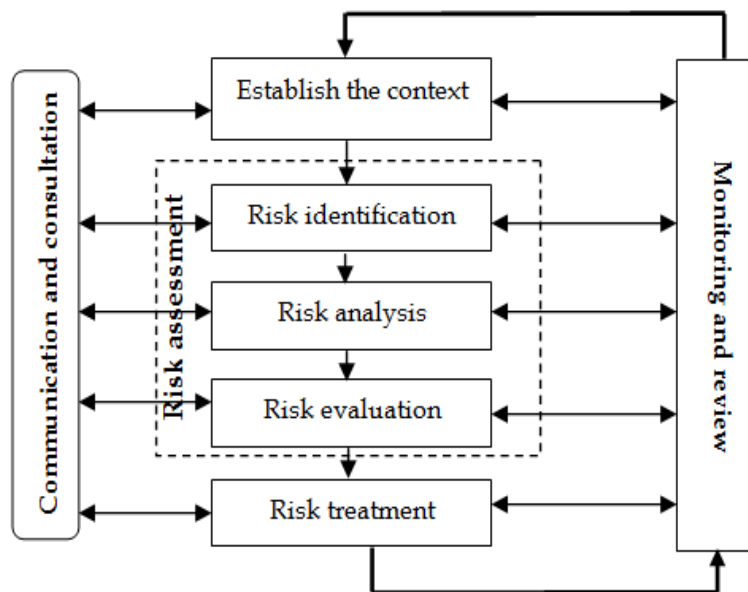 Establish the context
Communication and consultation
Risk assessment
Risk identification
Risk analysis
Risk evaluation
Risk treatment
Monitoring and review